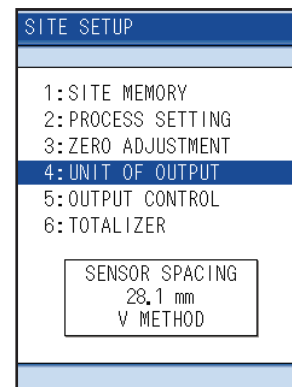 SITE SETUP
1:SITE MEMORY
2:PROCESS SETTING
3:ZERO ADJUSTMENT
4:UNIT OF OUTPUT
5:OUTPUT CONTROL
6:TOTALIZER
SENSOR SPACING
28.1 mm
V METHOD